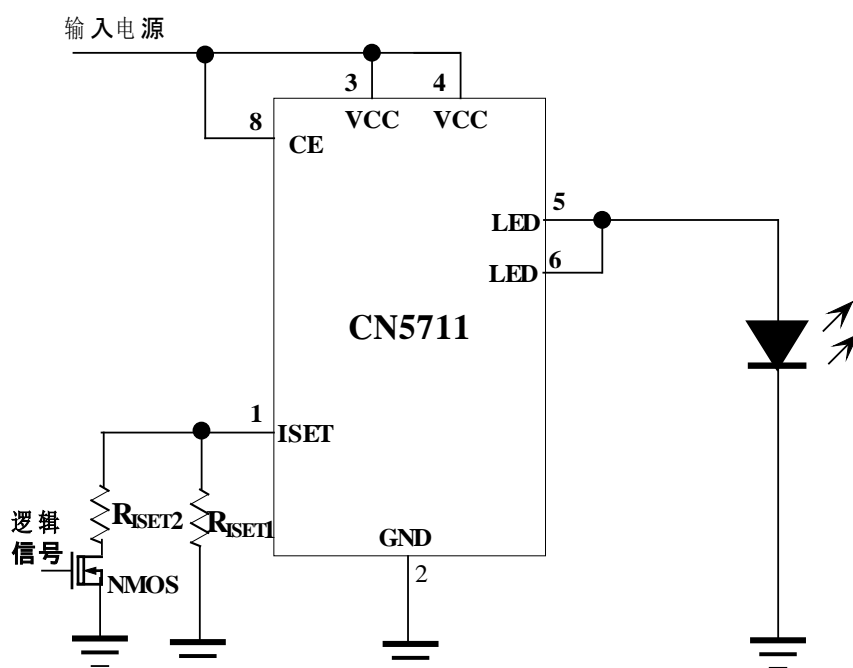 输入电源
3
4
VCC
VCC
8
CE
5
LED
6
LED
CN5711
1
ISET
逻辑
信号
RISET2
RISET1
NMOS
GND
2